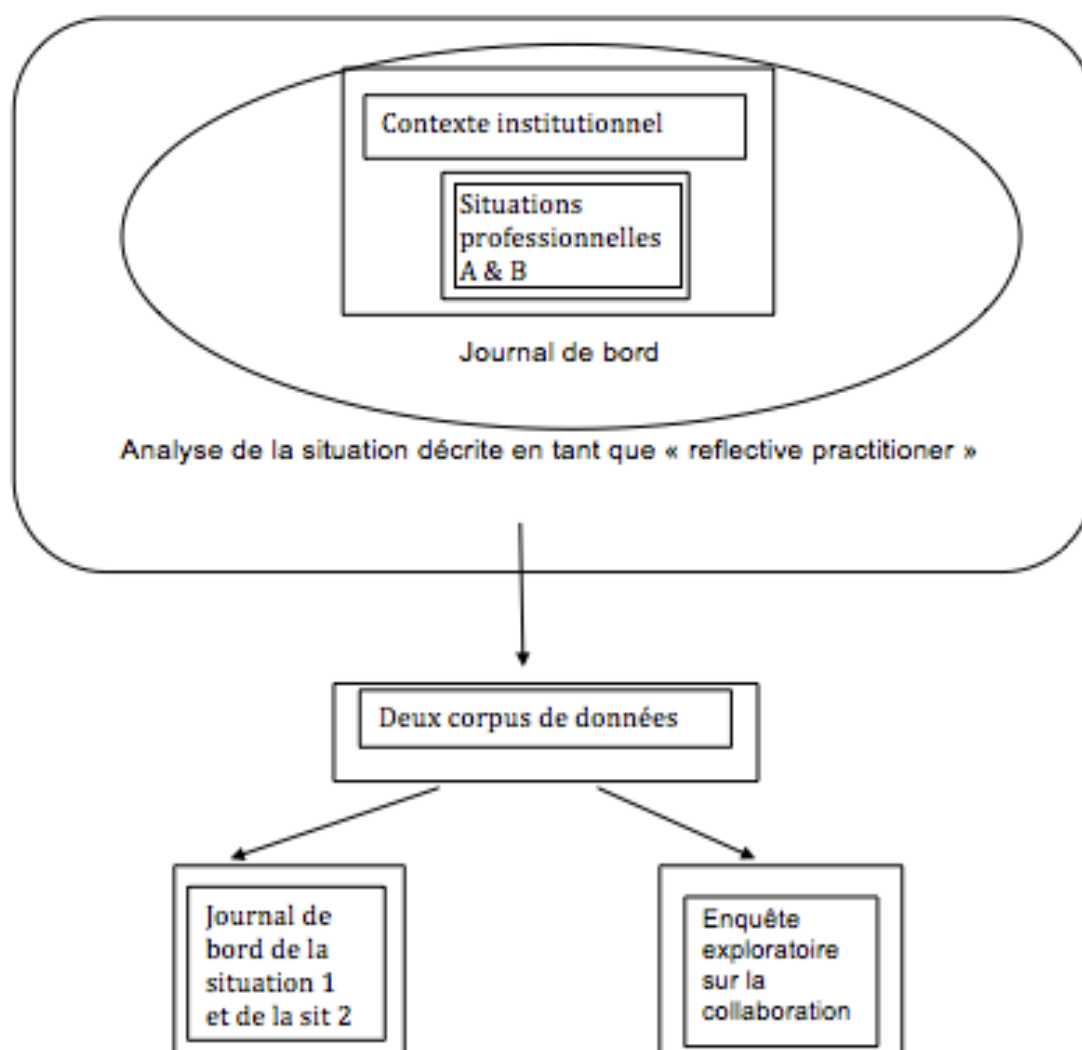 Contexte institutionnel
Situations
professionnelles
A & B
Journal de bord
Analyse de la situation décrite en tant que « reflective practitioner »
Deux corpus de données
Journal de
bord de la
situation 1
et de la sit 2
Enquête
exploratoire
sur la
collaboration